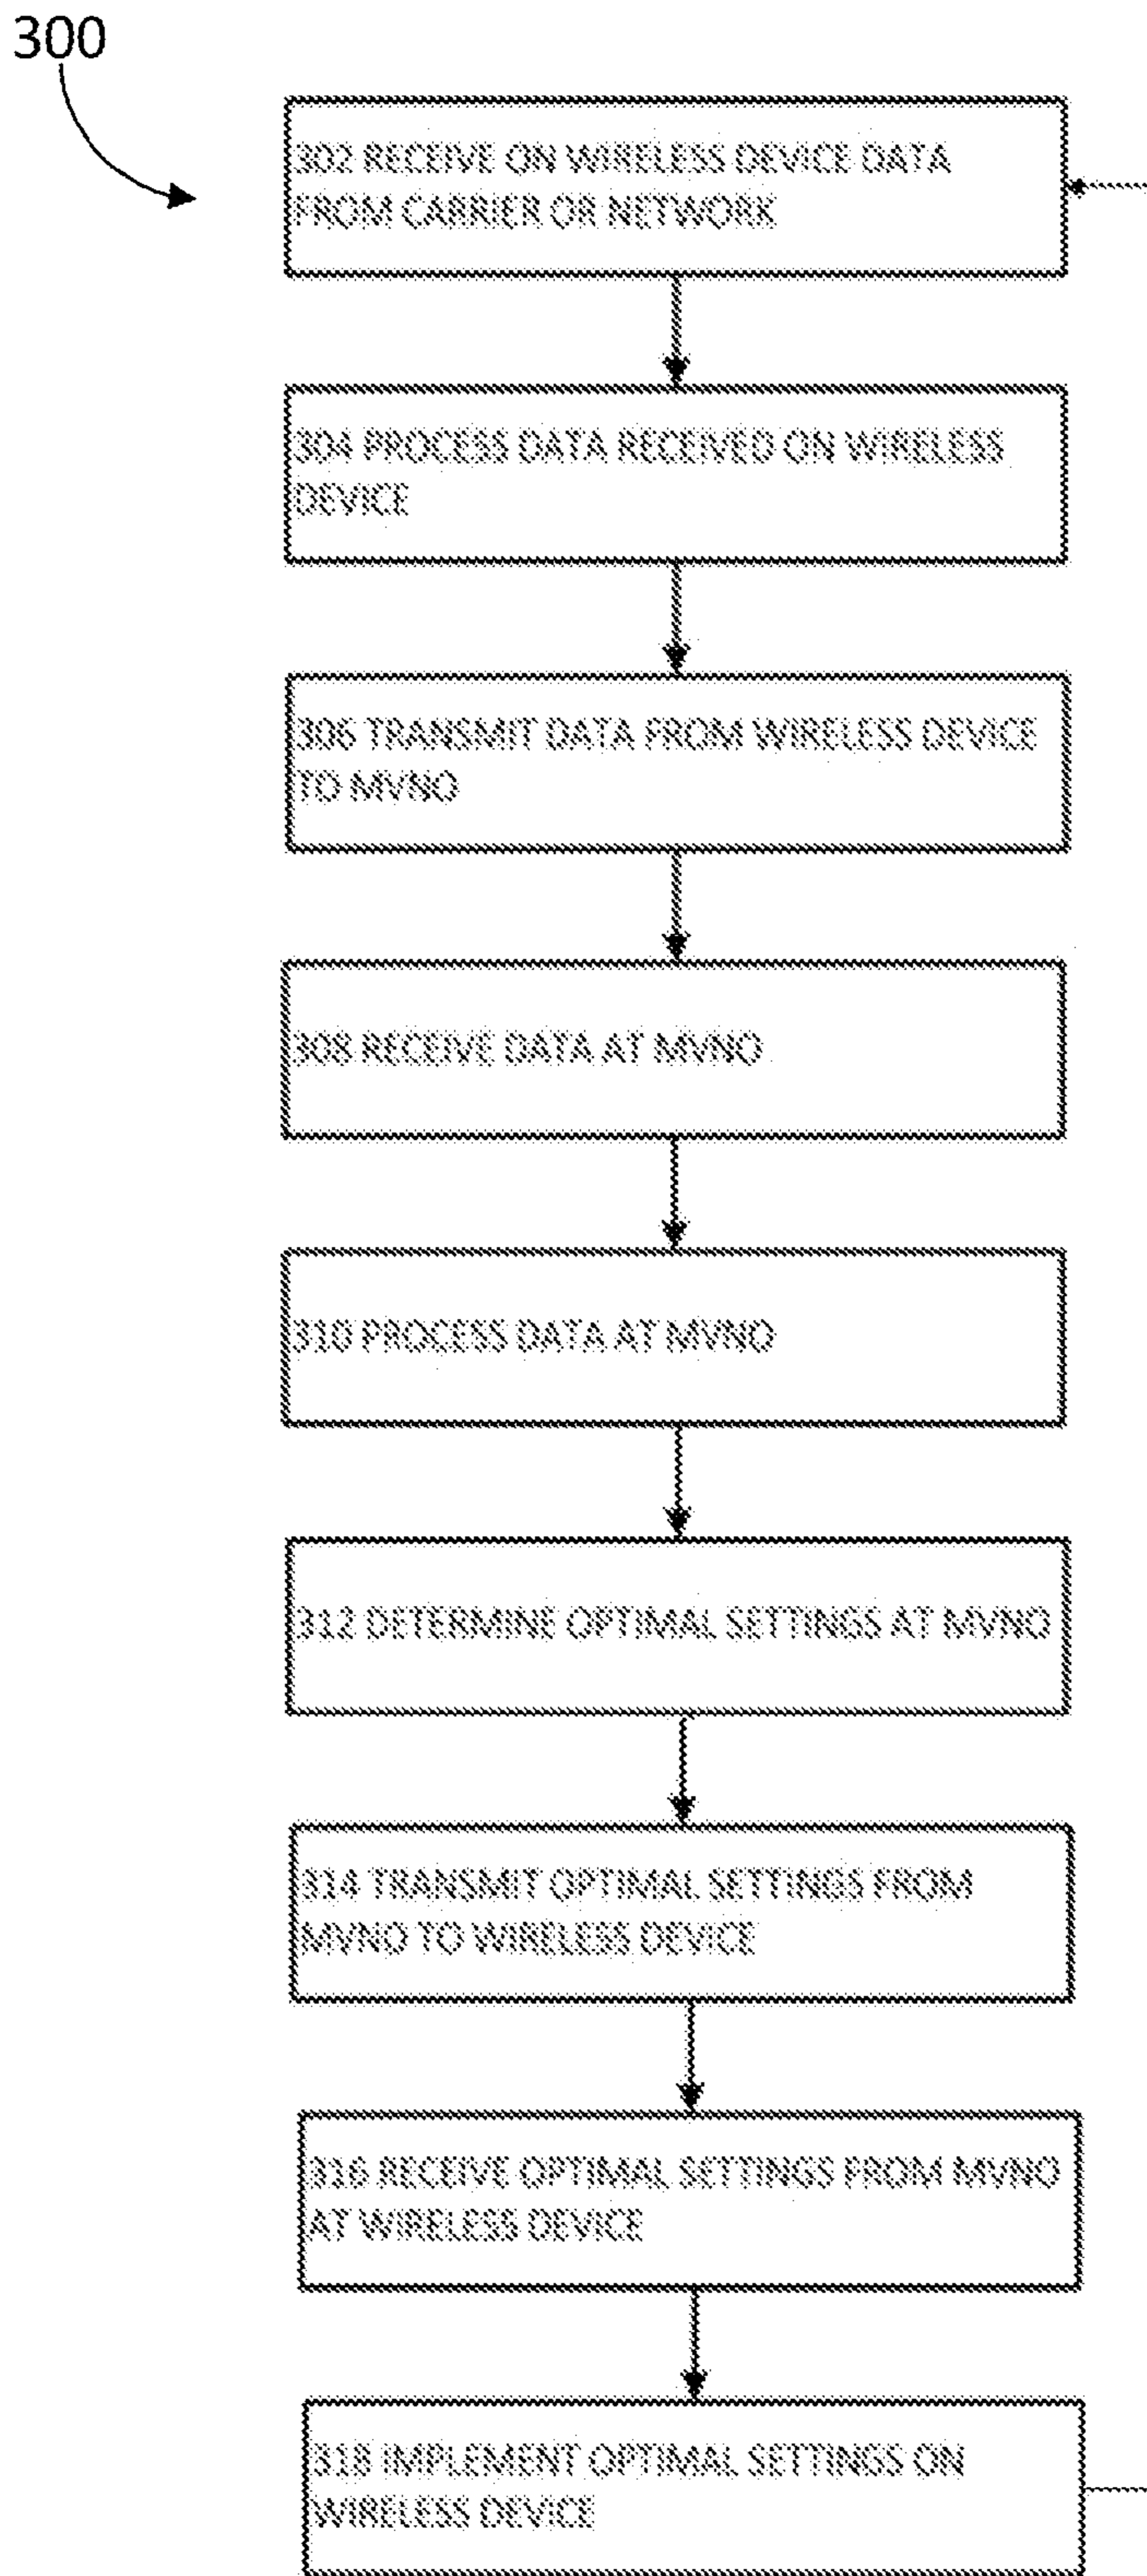 300
302 RECEIVE ON WIRELESS DEVICE DATA
FROM CARRIER OR NETWORK
304 PROCESS DATA RECEIVED ON WIRELESS
DEVICE
306 TRANSMIT DATA FROM WIRELESS DEVICE
TO MVNO
308 RECEIVE DATA AT MVNO
310 PROCESS DATA AT MVNO
312 DETERMINE OPTIMAL SETTINGS AT MVNO
314 TRANSMIT OPTIMAL SETTINGS FROM
MVNO TO WIRELESS DEVICE
316 RECEIVE OPTIMAL SETTINGS FROM MVNO
AT WIRELESS DEVICE
318 IMPLEMENT OPTIMAL SETTINGS ON
WIRELESS DEVICE